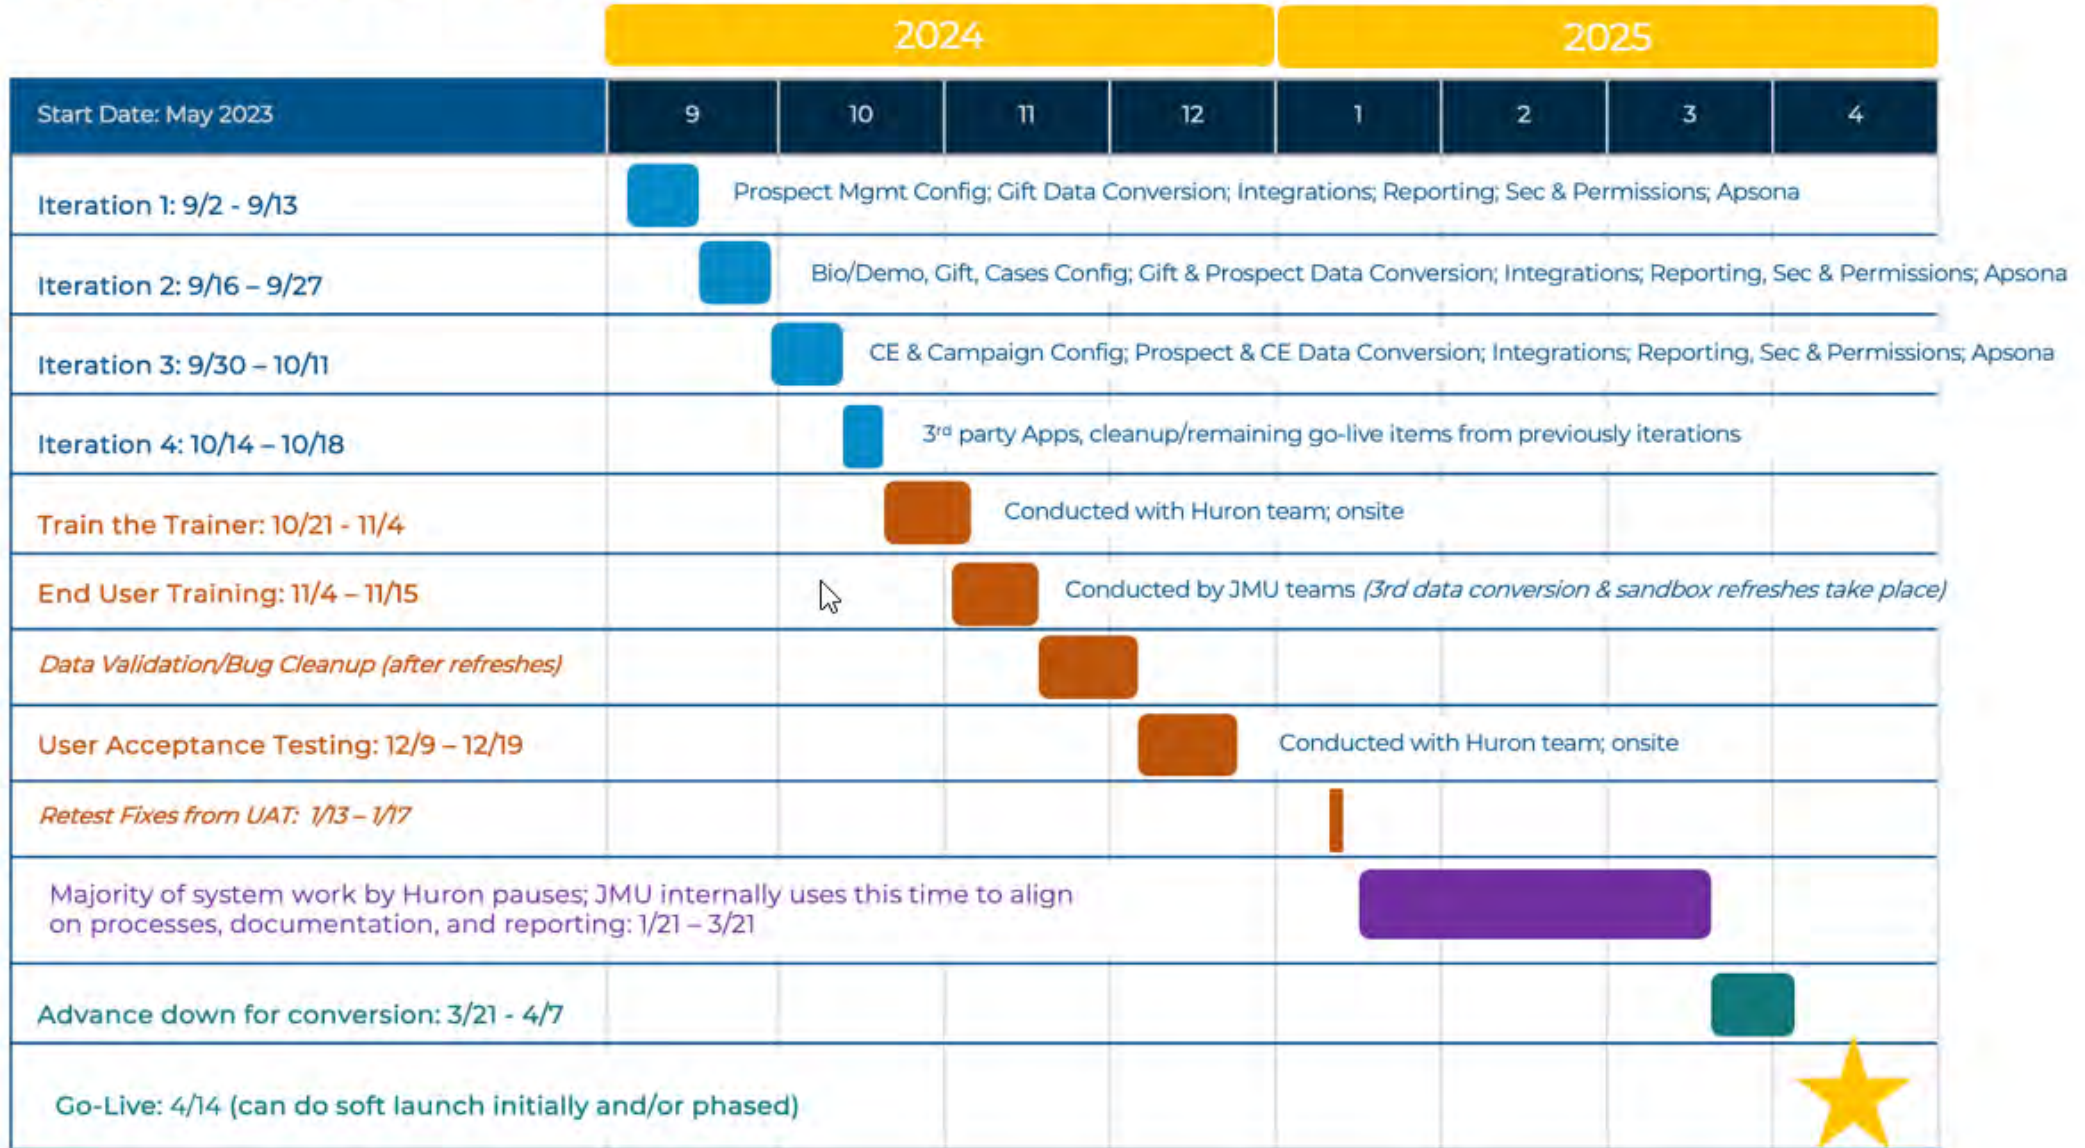 2024 2025
Start Date: May 2023 9 10 11 12 1 2 3 4
Iteration 1: 9/2 - 9/13 Prospect Mgmt Config; Gift Data Conversion; Integrations; Reporting; Sec & Permissions; Apsona
Iteration 2: 9/16 – 9/27 Bio/Demo, Gift, Cases Config; Gift & Prospect Data Conversion; Integrations; Reporting, Sec & Permissions; Apsona
Iteration 3: 9/30 – 10/11 CE & Campaign Config; Prospect & CE Data Conversion; Integrations; Reporting, Sec & Permissions; Apsona
Iteration 4: 10/14 – 10/18 3rd party Apps, cleanup/remaining go-live items from previously iterations
Train the Trainer: 10/21 - 11/4 Conducted with Huron team; onsite
End User Training: 11/4 – 11/15 Conducted by JMU teams (3rd data conversion & sandbox refreshes take place)
Data Validation/Bug Cleanup (after refreshes)
User Acceptance Testing: 12/9 – 12/19 Conducted with Huron team; onsite
Retest Fixes from UAT: 1/13 – 1/17
Majority of system work by Huron pauses; JMU internally uses this time to align
on processes, documentation, and reporting: 1/21 – 3/21
Advance down for conversion: 3/21 - 4/7
Go-Live: 4/14 (can do soft launch initially and/or phased)